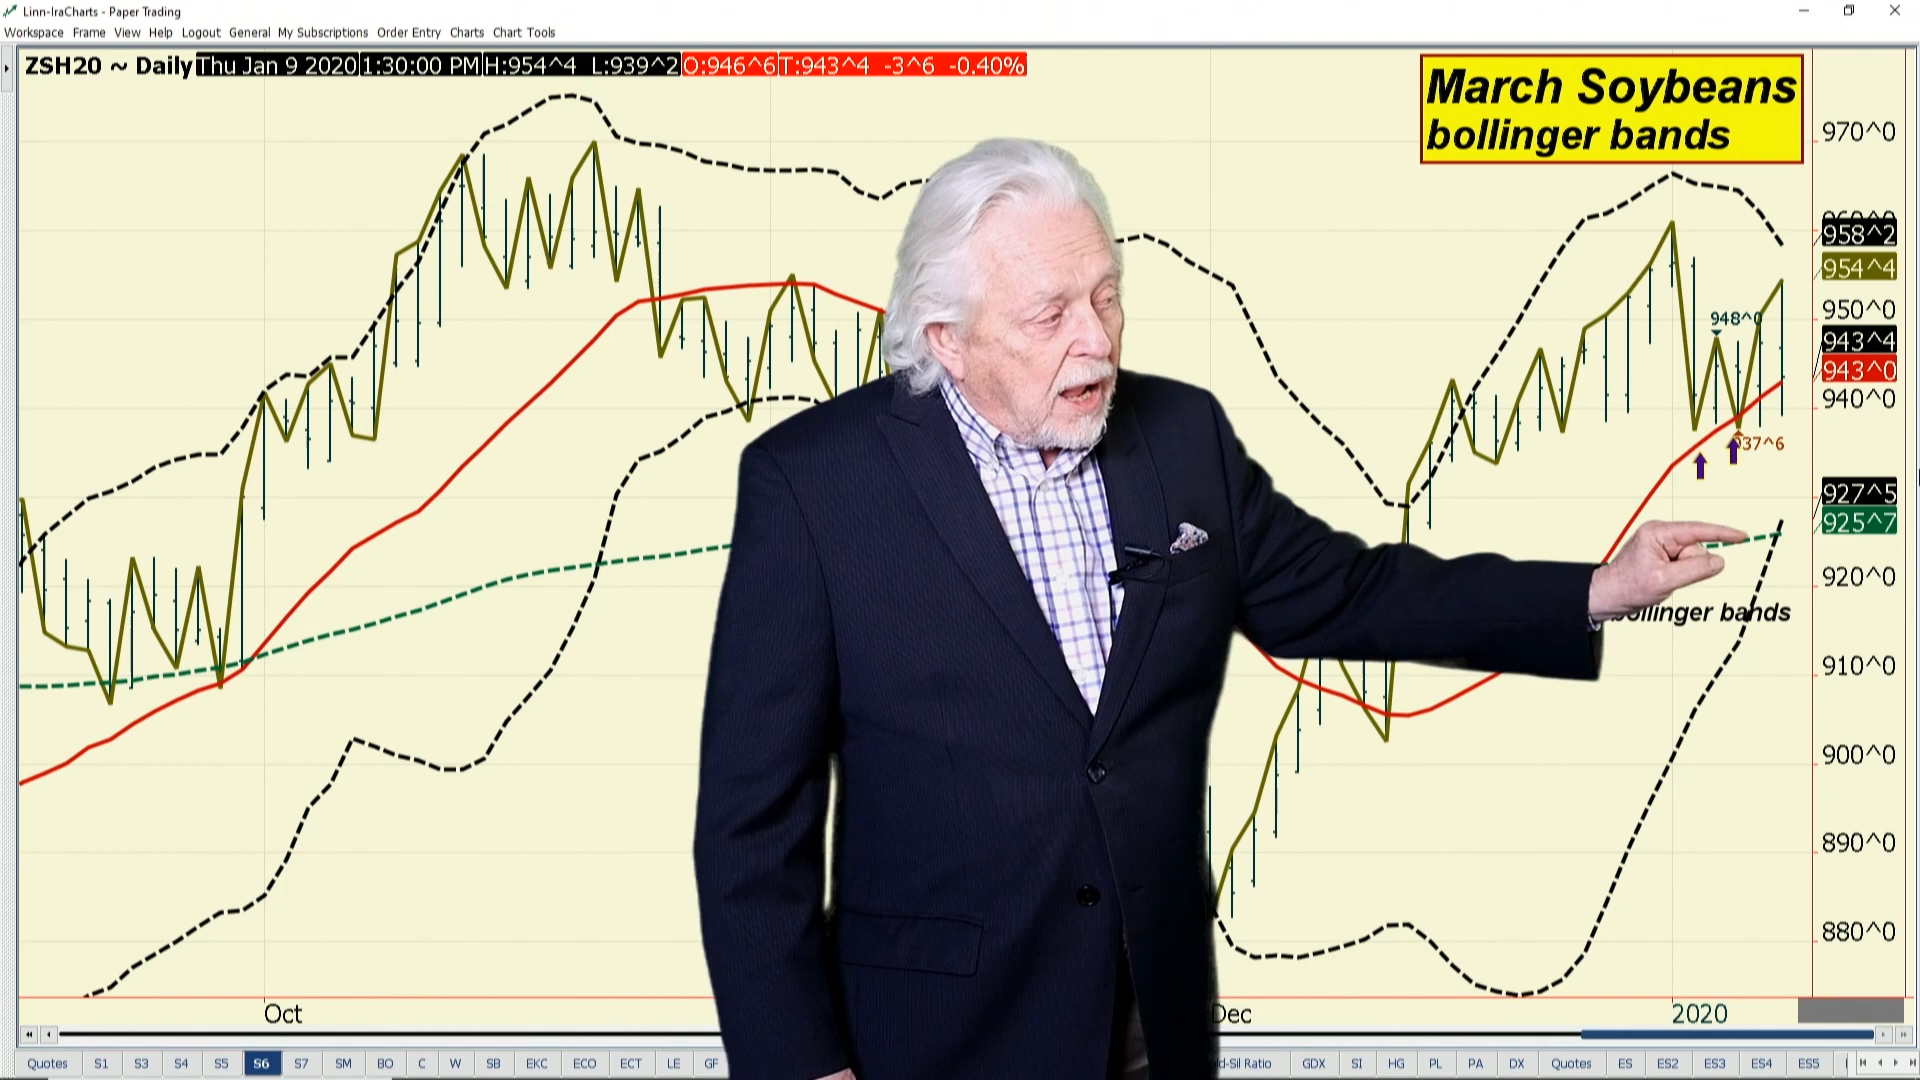 Linn-IraCharts - Paper Trading
Workspace Frame View Help Logout General My Subscriptions Order Entry Charts Chart Tools
ZSH20 ~ Daily Thu Jan 9 2020 1:30:00 PM H:954^4 L:939^2 O:946^6 T:943^4 -3^6 -0.40%
March Soybeans
bollinger bands
970^0
958^2
954^4
950^0
948^0
943^4
943^0
940^0
37^6
927^5
925^7
920^0
bollinger bands
910^0
900^0
890^0
880^0
Oct Dec 2020
Quotes S1 S3 S4 S5 S6 S7 SM BO C W SB EKC ECO ECT LE GF d-Sil Ratio GDX SI HG PL PA DX Quotes ES ES2 ES3 ES4 ES5